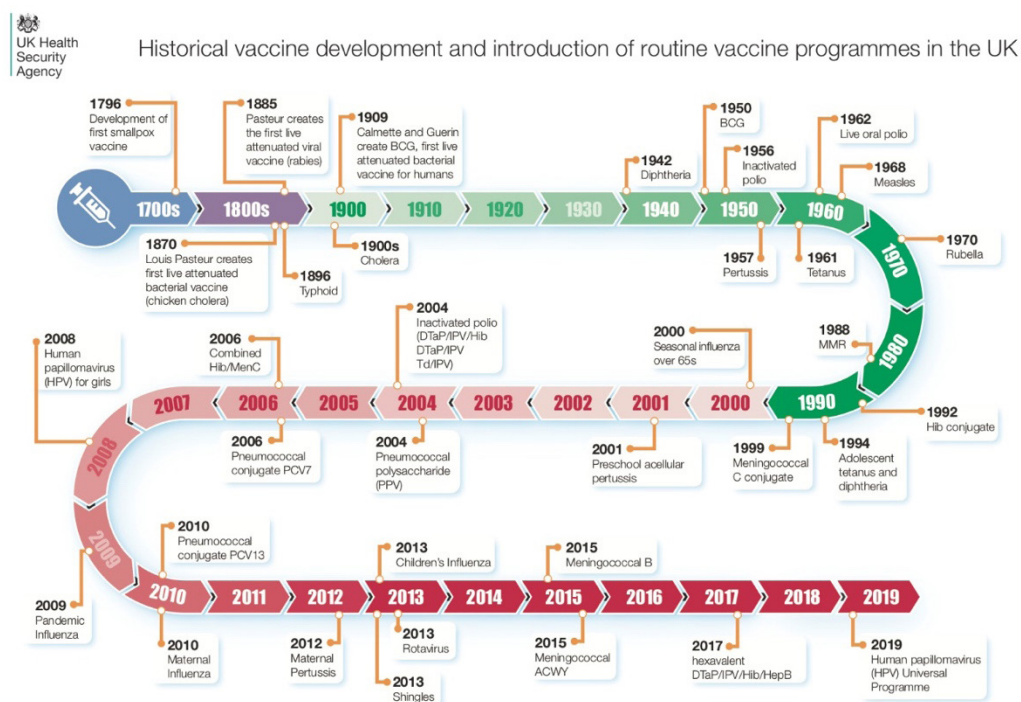 UK Health
Security
Agency
Historical vaccine development and introduction of routine vaccine programmes in the UK
1796
Development of
first smallpox
vaccine
1885
Pasteur creates
the first live
attenuated viral
vaccine (rabies)
1909
Calmette and Guerin
create BCG, first live
attenuated bacterial
vaccine for humans
1942
Diphtheria
1950
BCG
1956
Inactivated
polio
1962
Live oral polio
1968
Measles
1700s
1800s
1900
1910
1920
1930
1940
1950
1960
1970
1980
1990
1870
Louis Pasteur creates
first live attenuated
bacterial vaccine
(chicken cholera)
1896
Typhoid
1900s
Cholera
1957
Pertussis
1961
Tetanus
1970
Rubella
1988
MMR
1992
Hib conjugate
1994
Adolescent
tetanus and
diphtheria
1999
Meningococcal
C conjugate
2000
Seasonal influenza
over 65s
2001
Preschool acellular
pertussis
2004
Inactivated polio
(DTaP/IPV/Hib
DTaP/IPV
Td/IPV)
2004
Pneumococcal
polysaccharide
(PPV)
2006
Combined
Hib/MenC
2006
Pneumococcal
conjugate PCV7
2008
Human
papillomavirus
(HPV) for girls
2000
2001
2002
2003
2004
2005
2006
2007
2008
2009
2010
2011
2012
2013
2014
2015
2016
2017
2018
2019
2009
Pandemic
Influenza
2010
Pneumococcal
conjugate PCV13
2010
Maternal
Influenza
2012
Maternal
Pertussis
2013
Children's Influenza
2013
Rotavirus
2013
Shingles
2015
Meningococcal B
2015
Meningococcal
ACWY
2017
hexavalent
DTaP/IPV/Hib/HepB
2019
Human papillomavirus
(HPV) Universal
Programme